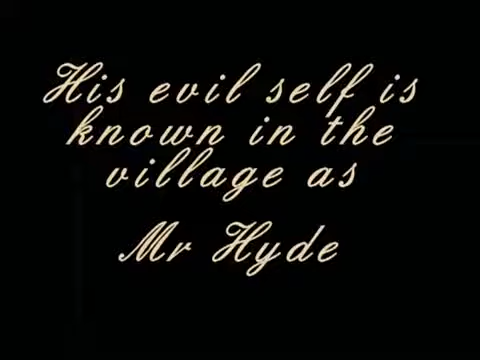 His evil self is
known in the
village as
Mr Hyde